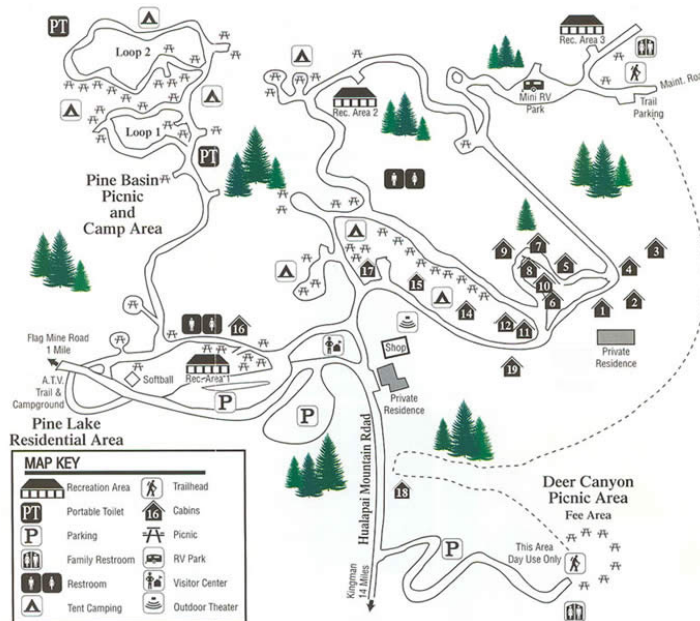 PT
Loop 2
Loop 1
PT
Pine Basin
Picnic
and
Camp Area
Rec. Area 2
Rec. Area 3
Mini RV
Park
Maint. Road
Trail
Parking
9
7
3
8
5
4
10
6
2
1
17
15
14
12
11
19
Private
Residence
16
Shop
Private
Residence
Flag Mine Road
1 Mile
Rec. Area 1
Softball
A.T.V.
Trail &
Campground
P
P
Pine Lake
Residential Area
Hualapai Mountain Rdad
18
P
Kingman
14 Miles
Deer Canyon
Picnic Area
Fee Area
This Area
Day Use Only
MAP KEY
Recreation Area
Trailhead
PT
Portable Toilet
16
Cabins
P
Parking
Picnic
Family Restroom
RV Park
Restroom
Visitor Center
Tent Camping
Outdoor Theater